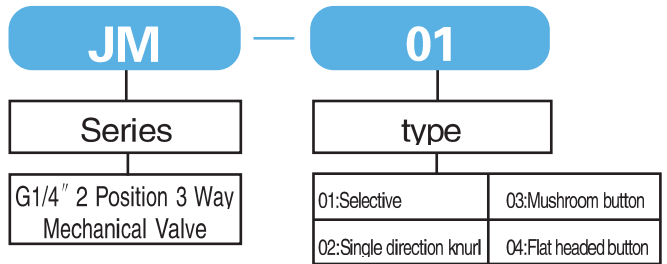 JM — 01
Series
type
G1/4″ 2 Position 3 Way
Mechanical Valve
01:Selective
03:Mushroom button
02:Single direction knurl
04:Flat headed button